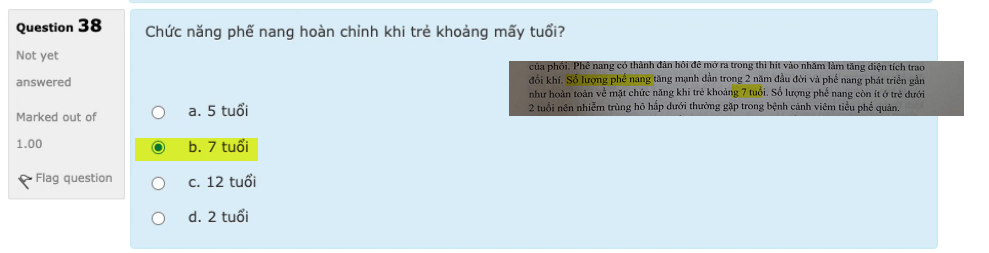 Question 38
Not yet
answered
Marked out of
1.00
Flag question
Chức năng phế nang hoàn chỉnh khi trẻ khoảng mấy tuổi?
của phổi. Phế nang có thành đàn hồi để mở ra trong thì hít vào nhằm làm tăng diện tích trao
đổi khí. Số lượng phế nang tăng mạnh dần trong 2 năm đầu đời và phế nang phát triển gần
như hoàn toàn về mặt chức năng khi trẻ khoảng 7 tuổi. Số lượng phế nang còn ít ở trẻ dưới
2 tuổi nên nhiễm trùng hô hấp dưới thường gặp trong bệnh cảnh viêm tiểu phế quản.
a. 5 tuổi
b. 7 tuổi
c. 12 tuổi
d. 2 tuổi